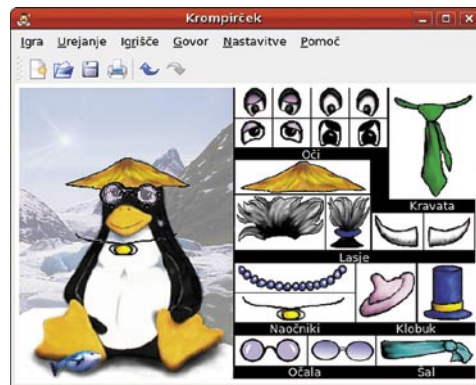 Krompirček
Igra Urejanje Igrišče Govor Nastavitve Pomoč
Oči
Kravata
Lasje
Naočniki Klobuk
Očala Šal